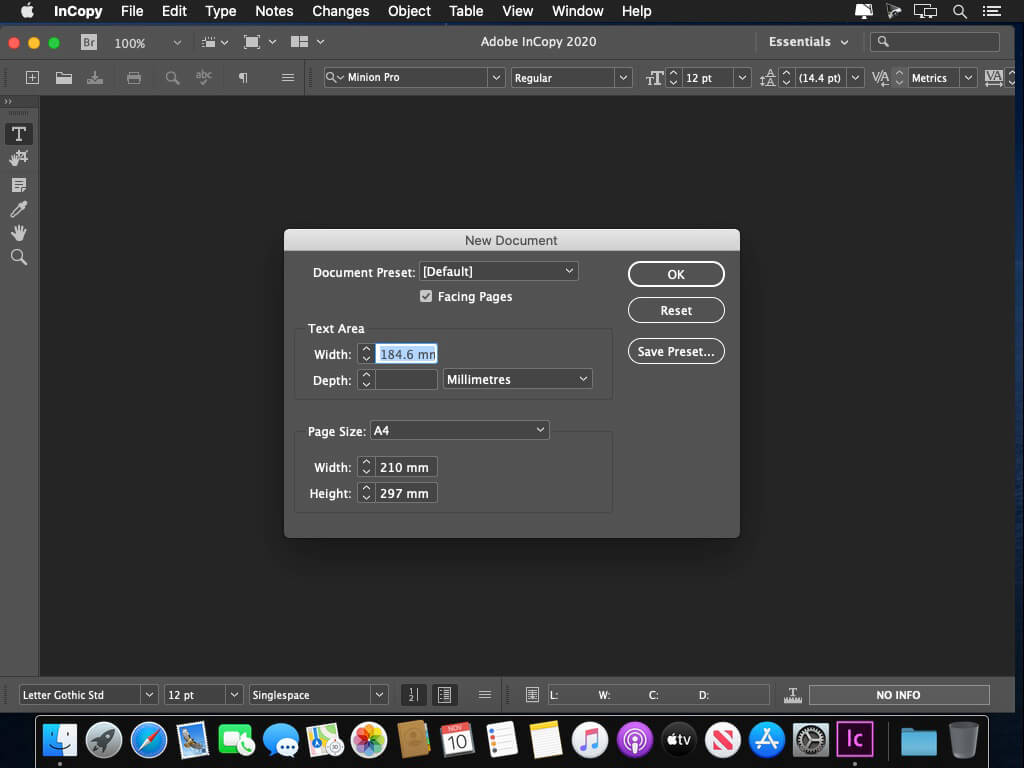 InCopy File Edit Type Notes Changes Object Table View Window Help
Br 100% Adobe InCopy 2020 Essentials
abc ¶ Minion Pro Regular 12 pt (14.4 pt) Metrics
New Document
Document Preset: [Default] OK
Facing Pages
Reset
Text Area
Width: 184.6 mm
Save Preset...
Depth: Millimetres
Page Size: A4
Width: 210 mm
Height: 297 mm
Letter Gothic Std 12 pt Singlespace L: W: C: D: NO INFO
NOV 10 tv Ic